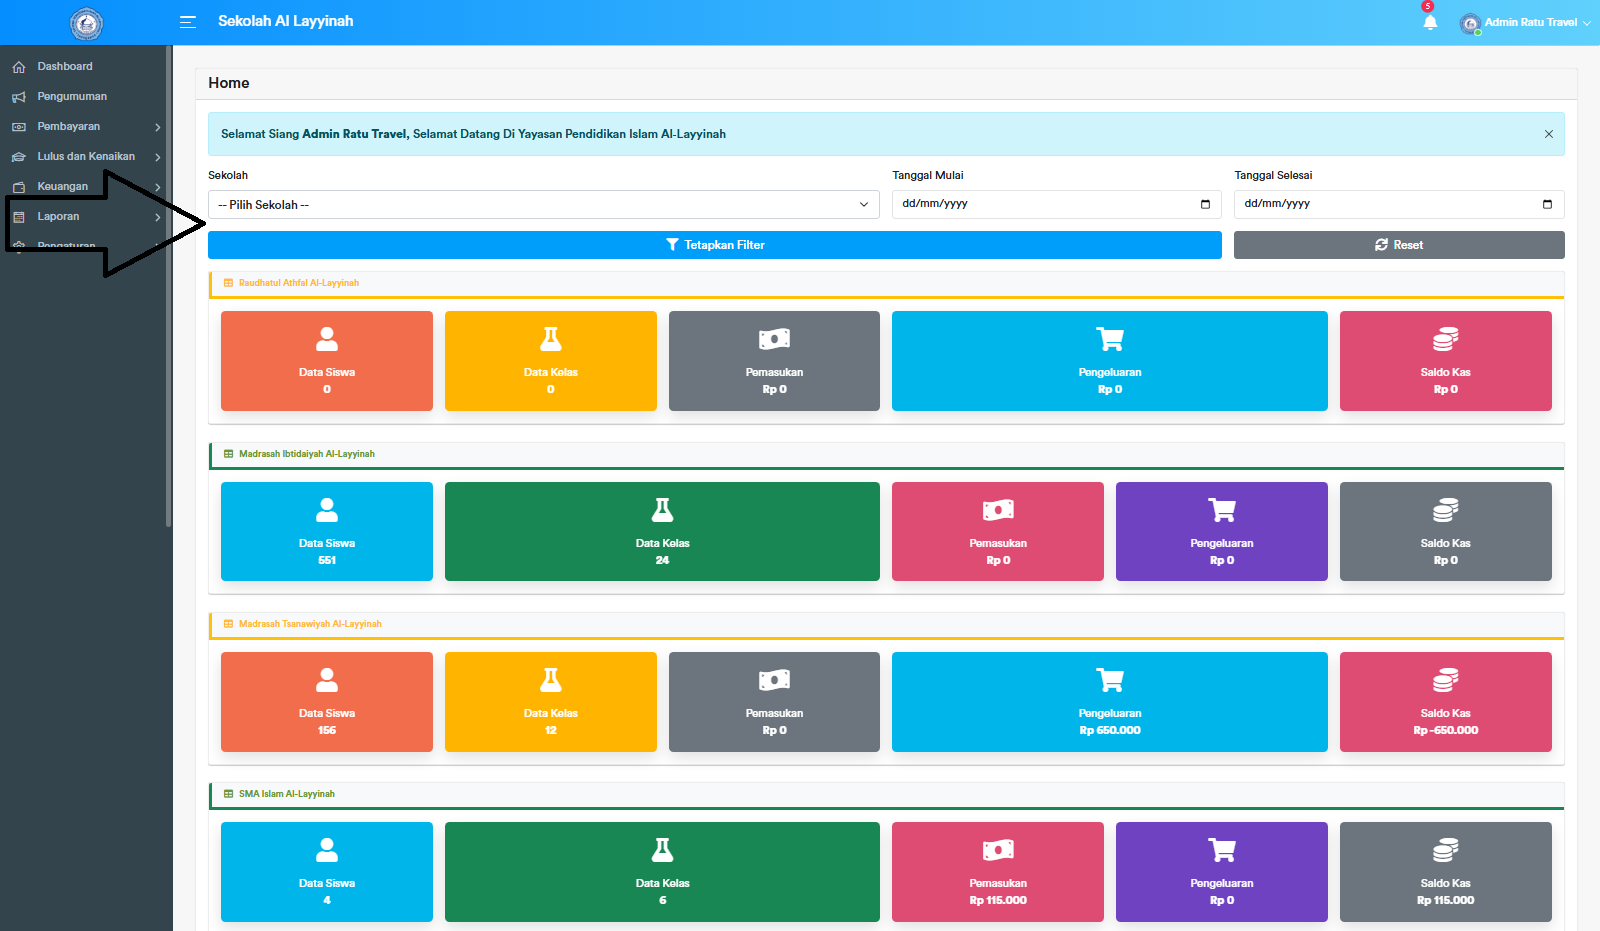 Sekolah Al Layyinah
5
Admin Ratu Travel
Dashboard
Pengumuman
Pembayaran
Lulus dan Kenaikan
Keuangan
Laporan
Pengaturan
Home
Selamat Siang Admin Ratu Travel, Selamat Datang Di Yayasan Pendidikan Islam Al-Layyinah
Sekolah
Tanggal Mulai
Tanggal Selesai
-- Pilih Sekolah --
dd/mm/yyyy
dd/mm/yyyy
Tetapkan Filter
Reset
Raudhatul Athfal Al-Layyinah
Data Siswa
0
Data Kelas
0
Pemasukan
Rp 0
Pengeluaran
Rp 0
Saldo Kas
Rp 0
Madrasah Ibtidaiyah Al-Layyinah
Data Siswa
551
Data Kelas
24
Pemasukan
Rp 0
Pengeluaran
Rp 0
Saldo Kas
Rp 0
Madrasah Tsanawiyah Al-Layyinah
Data Siswa
156
Data Kelas
12
Pemasukan
Rp 0
Pengeluaran
Rp 650.000
Saldo Kas
Rp -650.000
SMA Islam Al-Layyinah
Data Siswa
4
Data Kelas
6
Pemasukan
Rp 115.000
Pengeluaran
Rp 0
Saldo Kas
Rp 115.000